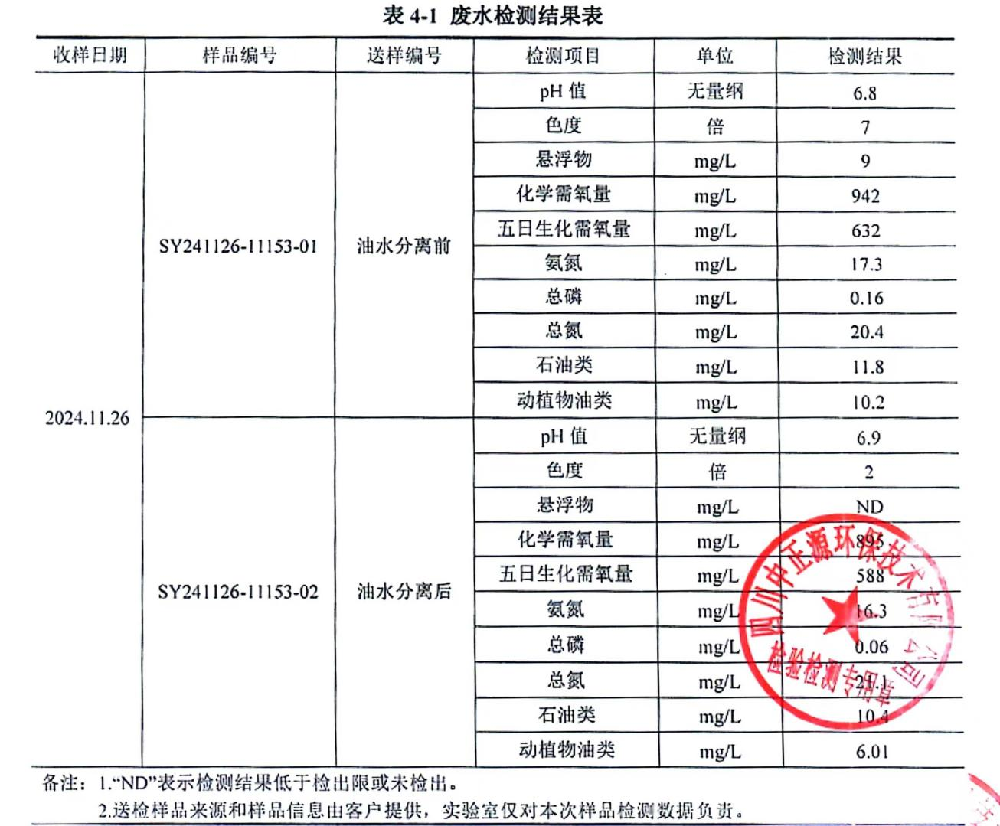 表 4-1 废水检测结果表
收样日期 样品编号 送样编号 检测项目 单位 检测结果
2024.11.26 SY241126-11153-01 油水分离前 pH 值 无量纲 6.8
色度 倍 7
悬浮物 mg/L 9
化学需氧量 mg/L 942
五日生化需氧量 mg/L 632
氨氮 mg/L 17.3
总磷 mg/L 0.16
总氮 mg/L 20.4
石油类 mg/L 11.8
动植物油类 mg/L 10.2
SY241126-11153-02 油水分离后 pH 值 无量纲 6.9
色度 倍 2
悬浮物 mg/L ND
化学需氧量 mg/L 895
五日生化需氧量 mg/L 588
氨氮 mg/L 16.3
总磷 mg/L 0.06
总氮 mg/L 21.1
石油类 mg/L 10.4
动植物油类 mg/L 6.01
四川中正源环保技术有限公司
检验检测专用章
备注：1.“ND”表示检测结果低于检出限或未检出。
2.送检样品来源和样品信息由客户提供，实验室仅对本次样品检测数据负责。